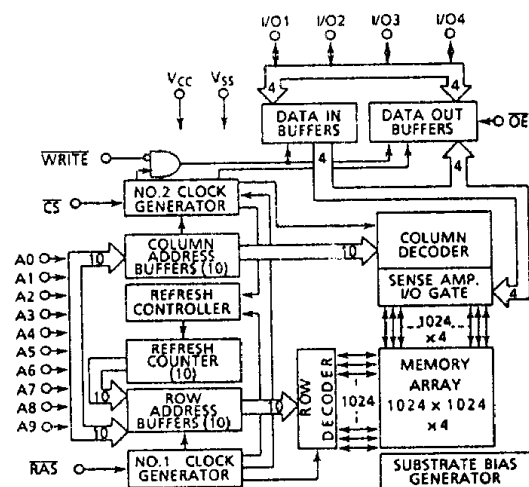 I/O1 I/O2 I/O3 I/O4
VCC VSS
4 4
DATA IN
BUFFERS
DATA OUT
BUFFERS
OE
WRITE
4 4
NO.2 CLOCK
GENERATOR
CS
A0
A1
A2
A3
A4
A5
A6
A7
A8
A9
10
COLUMN
ADDRESS
BUFFERS (10)
10
COLUMN
DECODER
SENSE AMP.
I/O GATE
4
REFRESH
CONTROLLER
1024
×4
REFRESH
COUNTER
(10)
10
ROW
ADDRESS
BUFFERS (10)
10
10
ROW
DECODER
1024
MEMORY
ARRAY
1024 × 1024
×4
RAS
NO.1 CLOCK
GENERATOR
SUBSTRATE BIAS
GENERATOR